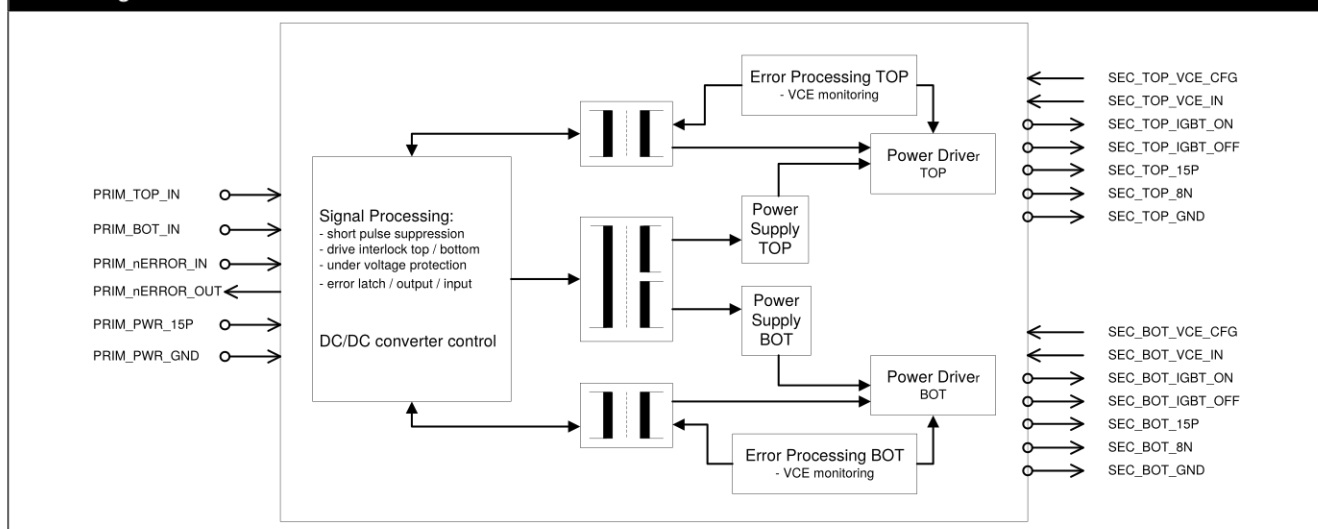 PRIM_TOP_IN
PRIM_BOT_IN
PRIM_nERROR_IN
PRIM_nERROR_OUT
PRIM_PWR_15P
PRIM_PWR_GND
Signal Processing:
- short pulse suppression
- drive interlock top / bottom
- under voltage protection
- error latch / output / input
DC/DC converter control
Error Processing TOP
- VCE monitoring
Power Driver
TOP
Power
Supply
TOP
Power
Supply
BOT
Power Driver
BOT
Error Processing BOT
- VCE monitoring
SEC_TOP_VCE_CFG
SEC_TOP_VCE_IN
SEC_TOP_IGBT_ON
SEC_TOP_IGBT_OFF
SEC_TOP_15P
SEC_TOP_8N
SEC_TOP_GND
SEC_BOT_VCE_CFG
SEC_BOT_VCE_IN
SEC_BOT_IGBT_ON
SEC_BOT_IGBT_OFF
SEC_BOT_15P
SEC_BOT_8N
SEC_BOT_GND